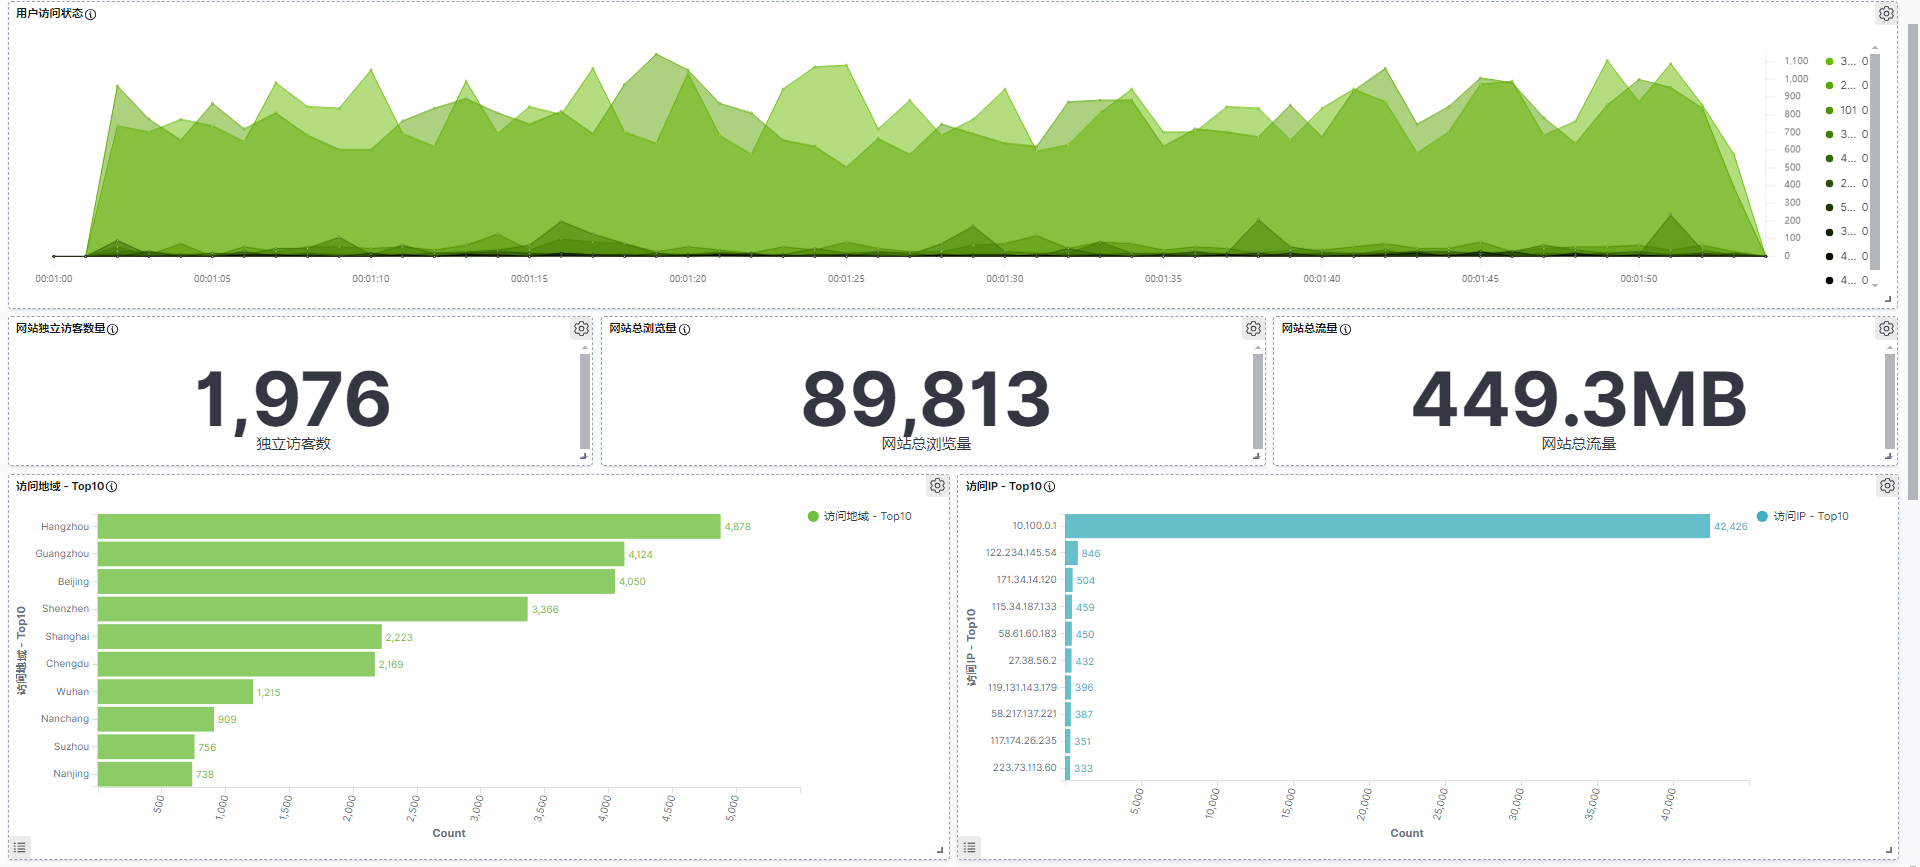 用户访问状态
1,100
1,000
900
800
700
600
500
400
300
200
100
0
3... 0
2... 0
101 0
3... 0
4... 0
2... 0
5... 0
3... 0
4... 0
4... 0
00:01:00 00:01:05 00:01:10 00:01:15 00:01:20 00:01:25 00:01:30 00:01:35 00:01:40 00:01:45 00:01:50
网站独立访客数量
1,976
独立访客数
网站总浏览量
89,813
网站总浏览量
网站总流量
449.3MB
网站总流量
访问地域 - Top10
访问地域 - Top10
访问地域 - Top10
Hangzhou 4,878
Guangzhou 4,124
Beijing 4,050
Shenzhen 3,366
Shanghai 2,223
Chengdu 2,169
Wuhan 1,215
Nanchang 909
Suzhou 756
Nanjing 738
500 1,000 1,500 2,000 2,500 3,000 3,500 4,000 4,500 5,000
Count
访问IP - Top10
访问IP - Top10
访问IP - Top10
10.100.0.1 42,426
122.234.145.54 846
171.34.14.120 504
115.34.187.133 459
58.61.60.183 450
27.38.56.2 432
119.131.143.179 396
58.217.137.221 387
117.174.26.235 351
223.73.113.60 333
5,000 10,000 15,000 20,000 25,000 30,000 35,000 40,000
Count